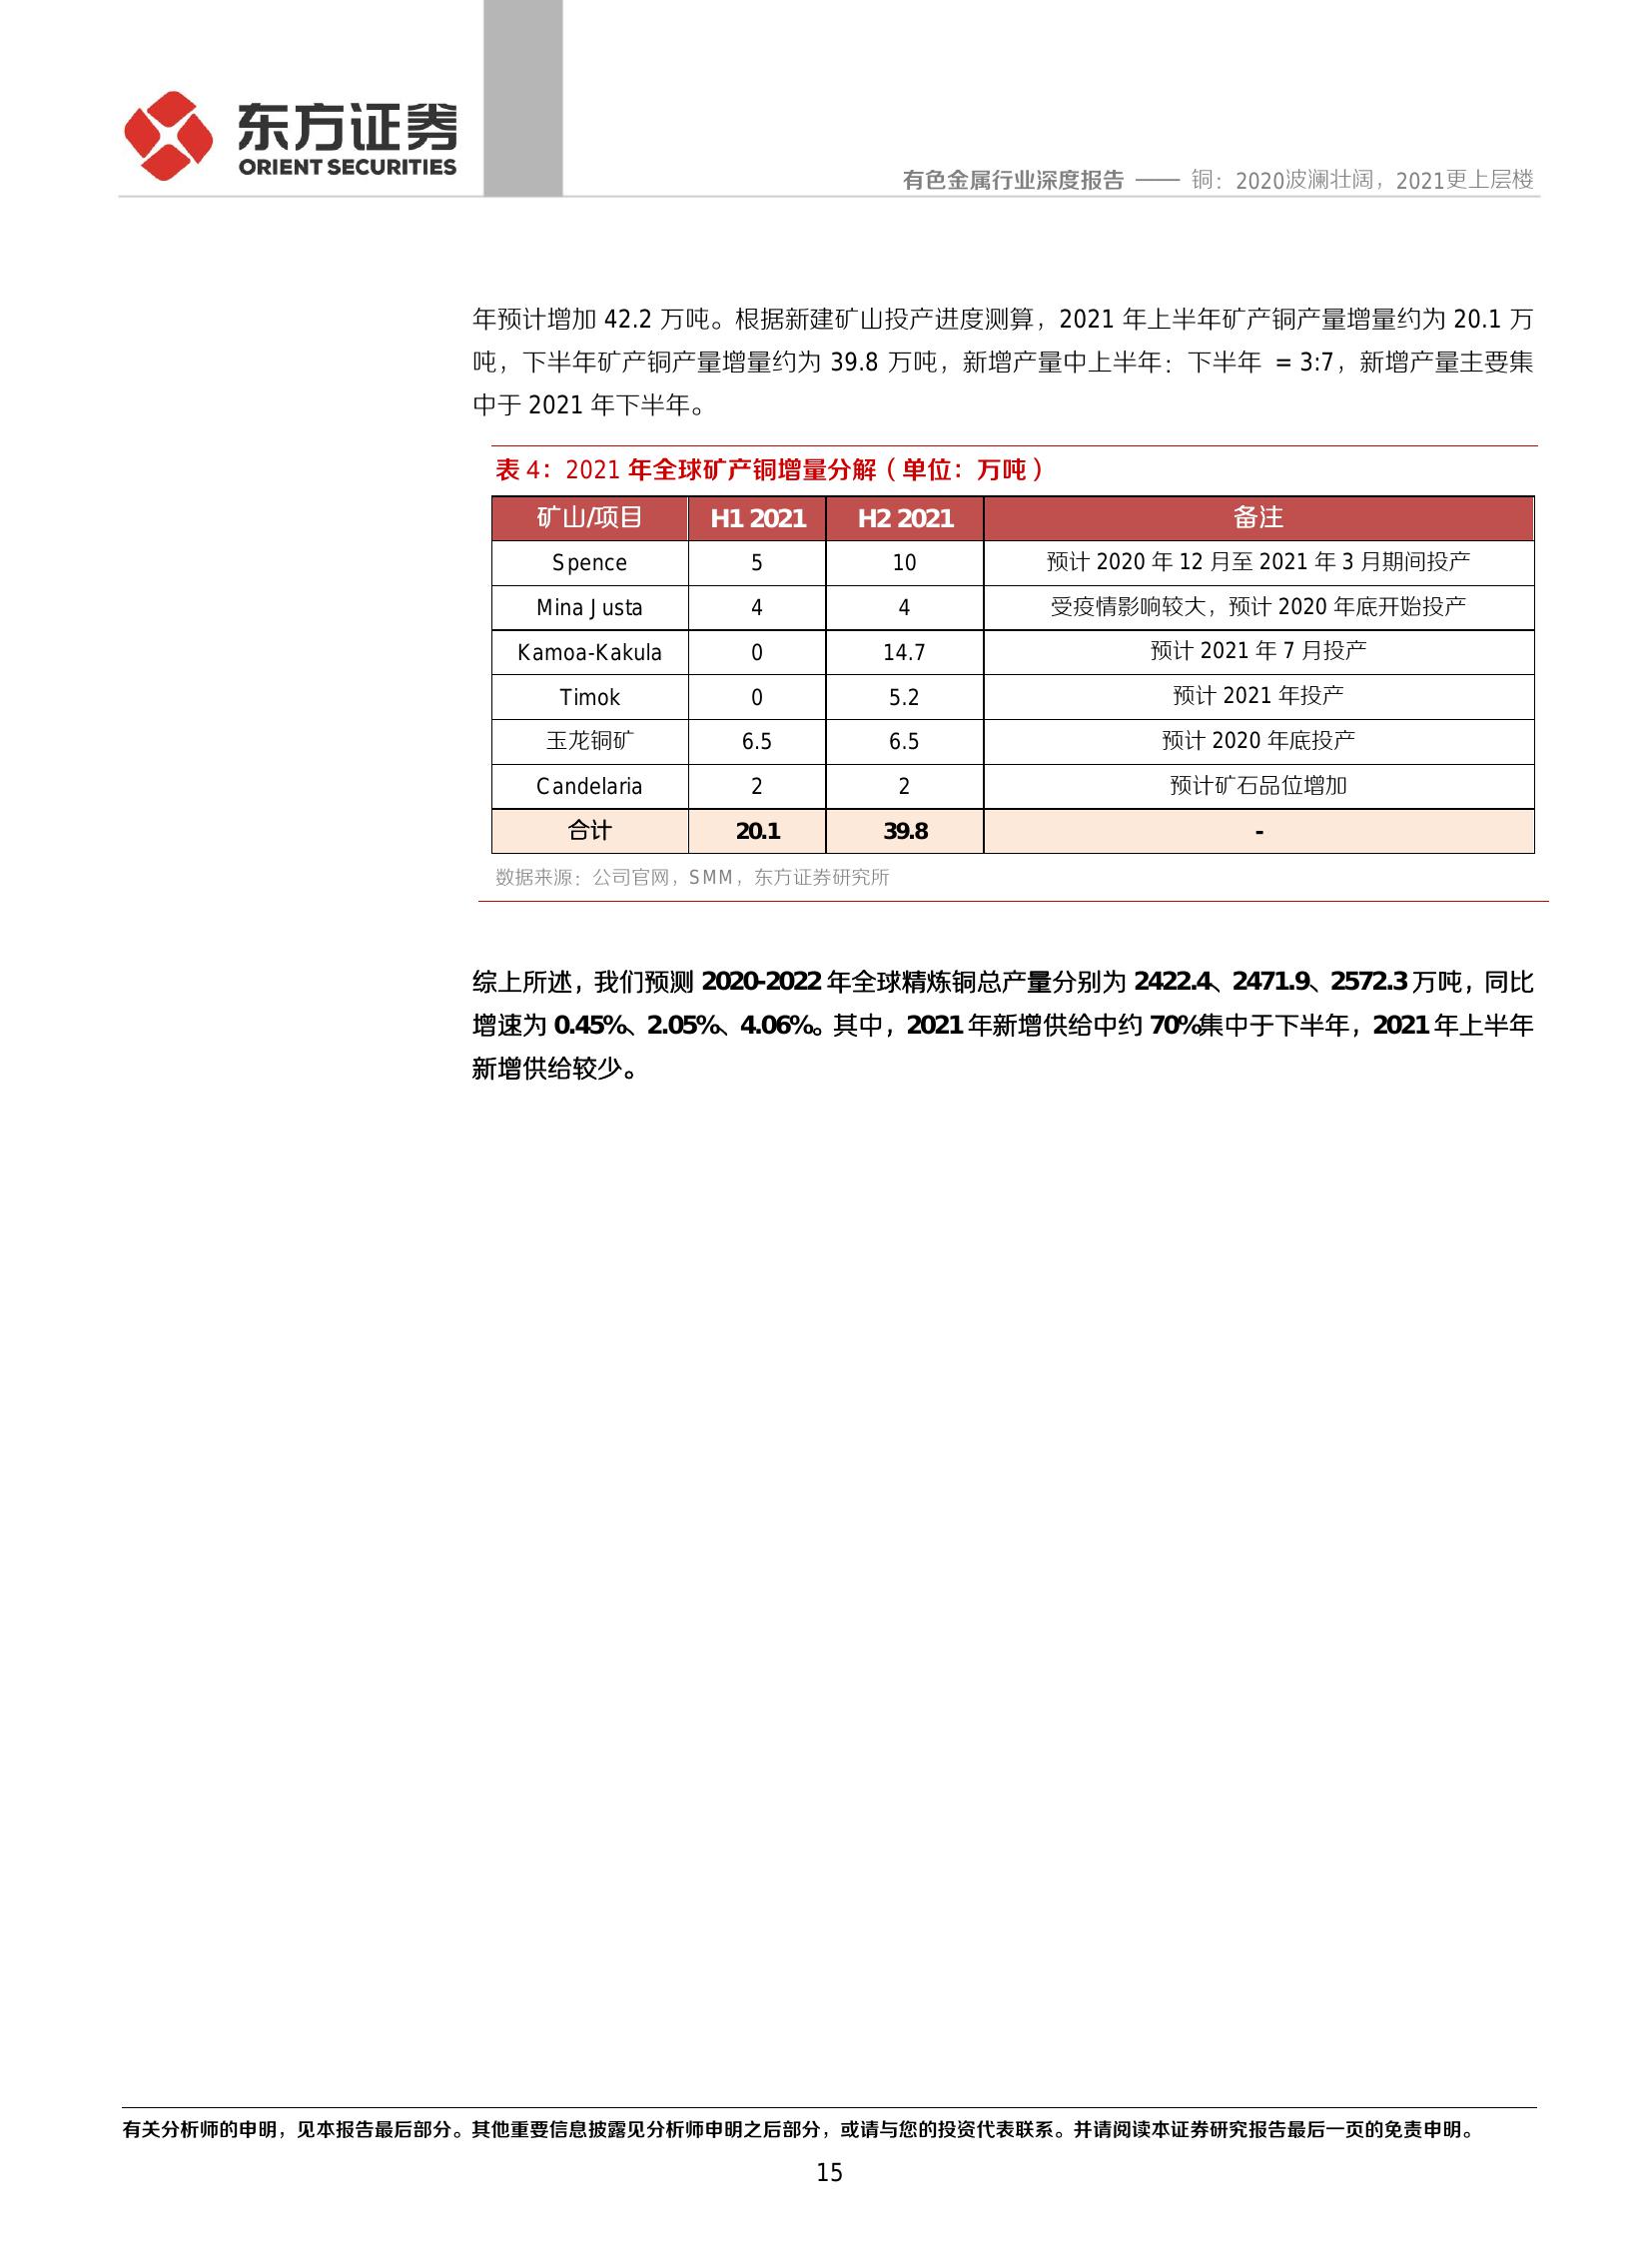 东方证券
ORIENT SECURITIES
有色金属行业深度报告 —— 铜：2020波澜壮阔，2021更上层楼
年预计增加 42.2 万吨。根据新建矿山投产进度测算，2021 年上半年矿产铜产量增量约为 20.1 万
吨，下半年矿产铜产量增量约为 39.8 万吨，新增产量中上半年：下半年 = 3:7，新增产量主要集
中于 2021 年下半年。
表 4：2021 年全球矿产铜增量分解（单位：万吨）
矿山/项目 H1 2021 H2 2021 备注
Spence 5 10 预计 2020 年 12 月至 2021 年 3 月期间投产
Mina Justa 4 4 受疫情影响较大，预计 2020 年底开始投产
Kamoa-Kakula 0 14.7 预计 2021 年 7 月投产
Timok 0 5.2 预计 2021 年投产
玉龙铜矿 6.5 6.5 预计 2020 年底投产
Candelaria 2 2 预计矿石品位增加
合计 20.1 39.8 -
数据来源：公司官网，SMM，东方证券研究所
综上所述，我们预测 2020-2022 年全球精炼铜总产量分别为 2422.4、2471.9、2572.3 万吨，同比
增速为 0.45%、2.05%、4.06%。其中，2021 年新增供给中约 70%集中于下半年，2021 年上半年
新增供给较少。
有关分析师的申明，见本报告最后部分。其他重要信息披露见分析师申明之后部分，或请与您的投资代表联系。并请阅读本证券研究报告最后一页的免责申明。
15